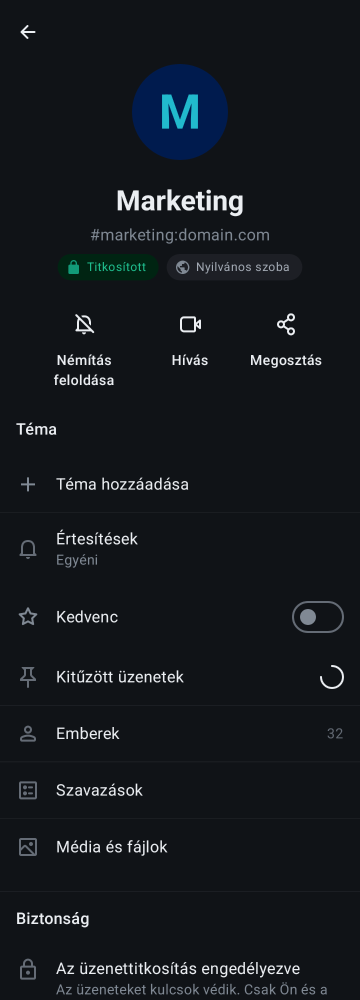 M
Marketing
#marketing:domain.com
Titkosított
Nyilvános szoba
Némítás
feloldása
Hívás
Megosztás
Téma
Téma hozzáadása
Értesítések
Egyéni
Kedvenc
Kitűzött üzenetek
Emberek
32
Szavazások
Média és fájlok
Biztonság
Az üzenettitkosítás engedélyezve
Az üzeneteket kulcsok védik. Csak Ön és a